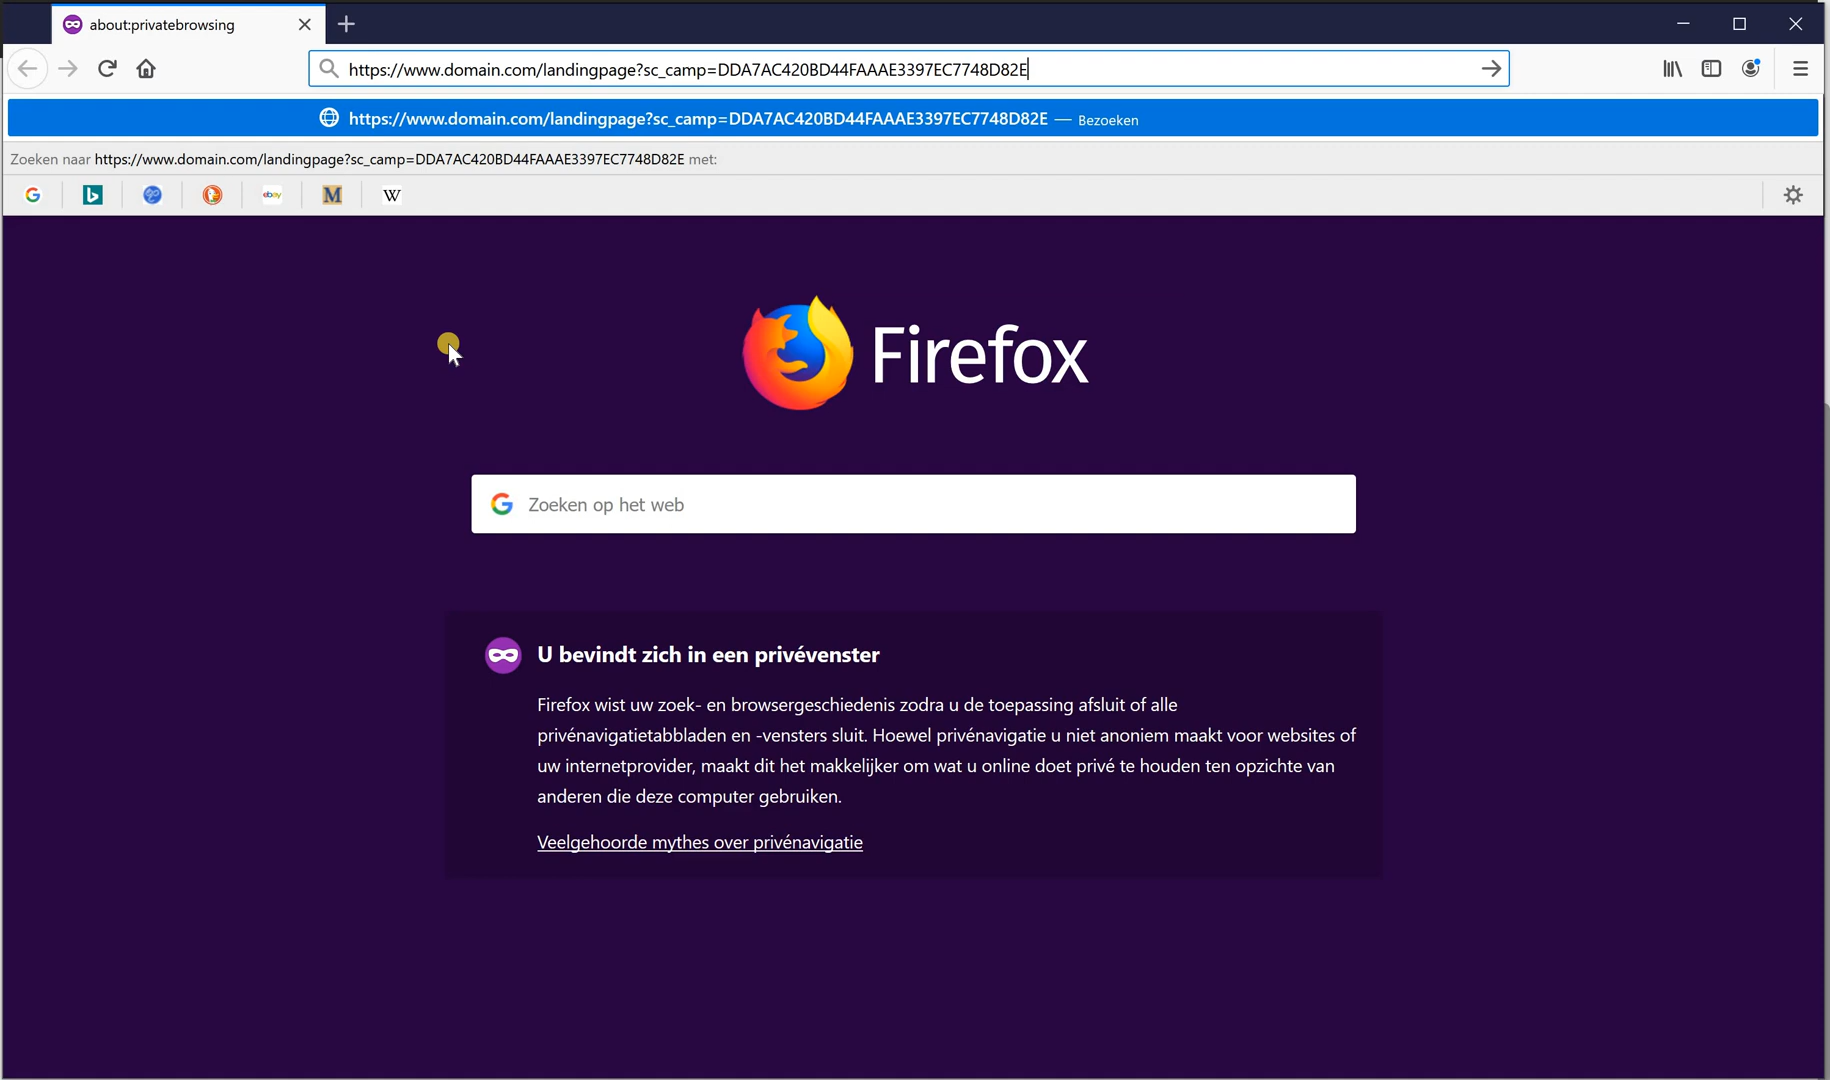 about:privatebrowsing
https://www.domain.com/landingpage?sc_camp=DDA7AC420BD44FAAAE3397EC7748D82E
https://www.domain.com/landingpage?sc_camp=DDA7AC420BD44FAAAE3397EC7748D82E — Bezoeken
Zoeken naar https://www.domain.com/landingpage?sc_camp=DDA7AC420BD44FAAAE3397EC7748D82E met:
G b ebay M W
Firefox
G Zoeken op het web
U bevindt zich in een privévenster
Firefox wist uw zoek- en browsergeschiedenis zodra u de toepassing afsluit of alle
privénavigatietabbladen en -vensters sluit. Hoewel privénavigatie u niet anoniem maakt voor websites of
uw internetprovider, maakt dit het makkelijker om wat u online doet privé te houden ten opzichte van
anderen die deze computer gebruiken.
Veelgehoorde mythes over privénavigatie